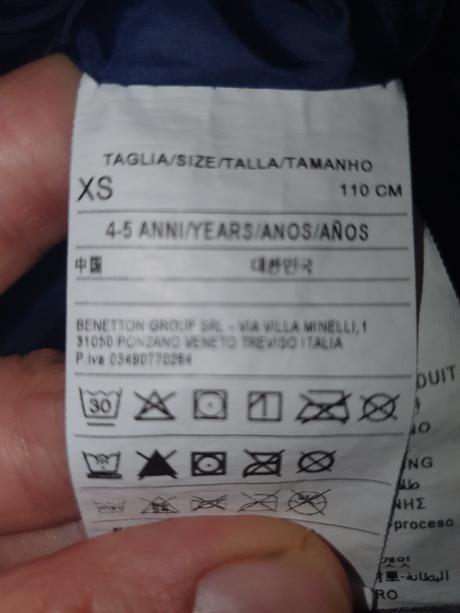 TAGLIA/SIZE/TALLA/TAMANHO
XS 110 CM
4-5 ANNI/YEARS/ANOS/AÑOS
中国 대한민국
BENETTON GROUP SRL - VIA VILLA MINELLI,1
31050 PONZANO VENETO TREVISO ITALIA
P.iva 03490770264
30
DUIT
NG
ΝΗΣ
proceso
البطانة
RO